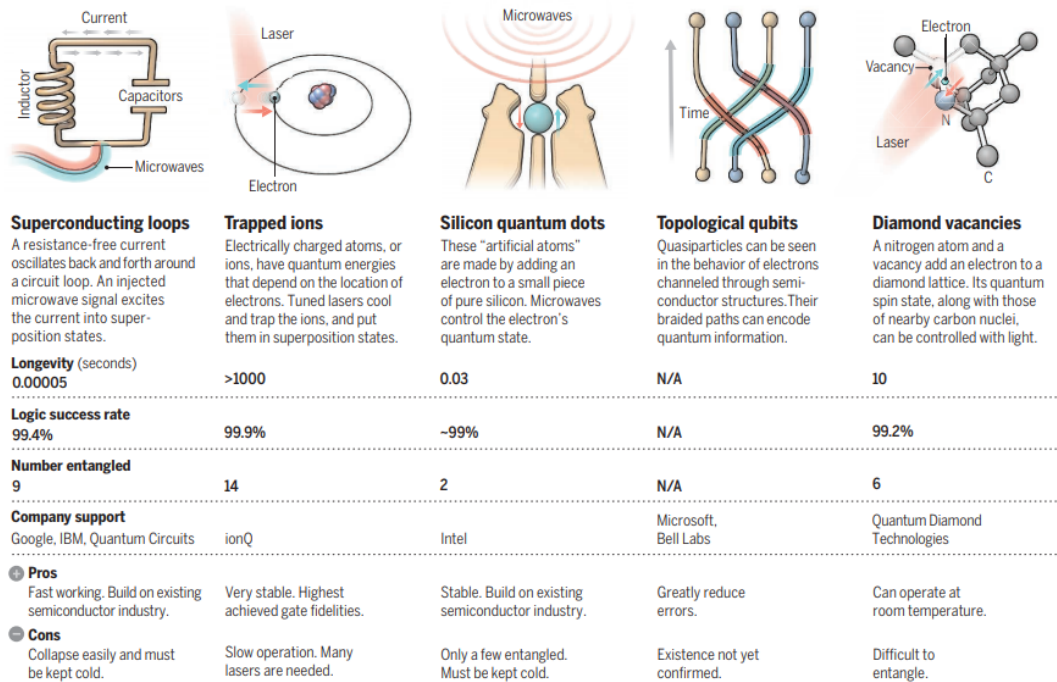 Current
Inductor
Capacitors
Microwaves
Laser
Electron
Microwaves
Time
Electron
Vacancy
N
Laser
C
Superconducting loops
A resistance-free current
oscillates back and forth around
a circuit loop. An injected
microwave signal excites
the current into super-
position states.
Trapped ions
Electrically charged atoms, or
ions, have quantum energies
that depend on the location of
electrons. Tuned lasers cool
and trap the ions, and put
them in superposition states.
Silicon quantum dots
These “artificial atoms”
are made by adding an
electron to a small piece
of pure silicon. Microwaves
control the electron’s
quantum state.
Topological qubits
Quasiparticles can be seen
in the behavior of electrons
channeled through semi-
conductor structures.Their
braided paths can encode
quantum information.
Diamond vacancies
A nitrogen atom and a
vacancy add an electron to a
diamond lattice. Its quantum
spin state, along with those
of nearby carbon nuclei,
can be controlled with light.
Longevity (seconds)
0.00005 >1000 0.03 N/A 10
Logic success rate
99.4% 99.9% ~99% N/A 99.2%
Number entangled
9 14 2 N/A 6
Company support
Google, IBM, Quantum Circuits
ionQ
Intel
Microsoft,
Bell Labs
Quantum Diamond
Technologies
+ Pros
Fast working. Build on existing
semiconductor industry.
Very stable. Highest
achieved gate fidelities.
Stable. Build on existing
semiconductor industry.
Greatly reduce
errors.
Can operate at
room temperature.
− Cons
Collapse easily and must
be kept cold.
Slow operation. Many
lasers are needed.
Only a few entangled.
Must be kept cold.
Existence not yet
confirmed.
Difficult to
entangle.